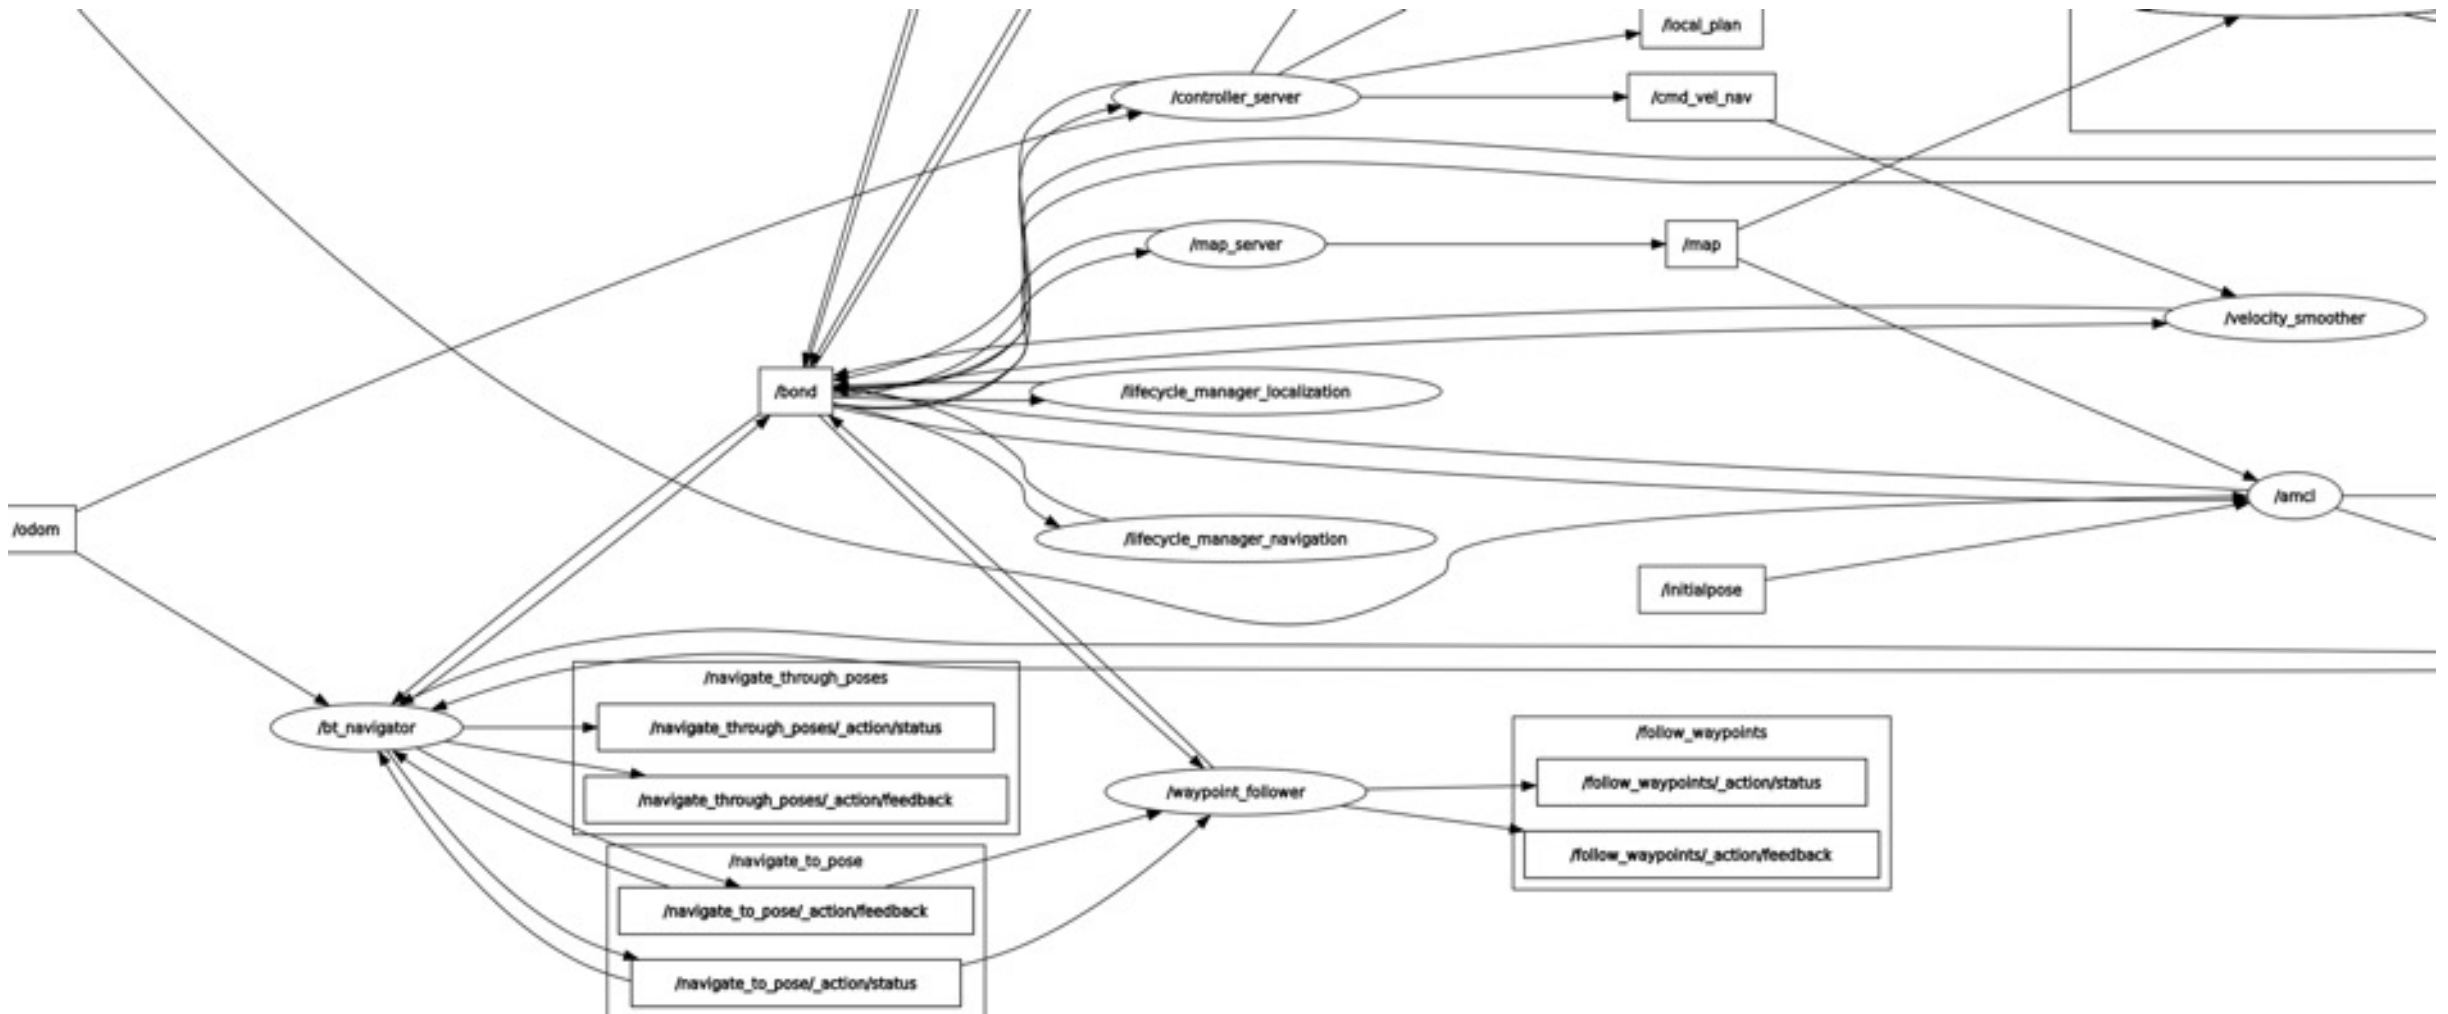 /local_plan
/controller_server
/cmd_vel_nav
/map_server
/map
/velocity_smoother
/bond
/lifecycle_manager_localization
/amcl
/odom
/lifecycle_manager_navigation
/initialpose
/navigate_through_poses
/bt_navigator
/navigate_through_poses/_action/status
/follow_waypoints
/follow_waypoints/_action/status
/navigate_through_poses/_action/feedback
/waypoint_follower
/follow_waypoints/_action/feedback
/navigate_to_pose
/navigate_to_pose/_action/feedback
/navigate_to_pose/_action/status